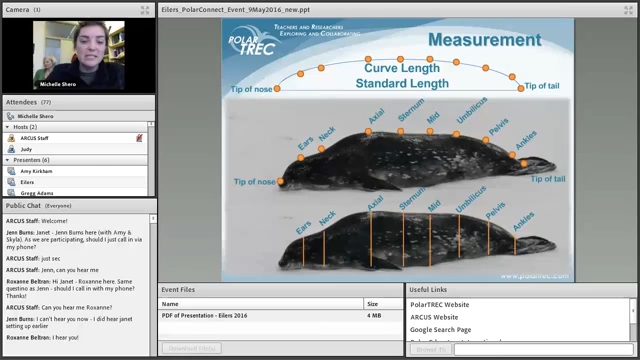 Camera 1
Michelle Shero
Attendees (77)
Michelle Shero
Hosts (2)
ARCUS Staff
Judy
Presenters (6)
Amy Kirkham
Eilers
Gregg Adams
Public Chat (Everyone)
ARCUS Staff: Welcome!
Jenn Burns: Janet - Jenn Burns here (with Amy &
Skyla). As we are participating, should I just call in via my
phone?
ARCUS Staff: just sec
ARCUS Staff: Jenn, can you hear me
Roxanne Beltran: Hi Janet - Roxanne here. Same
questino as Jenn - should I call in with my phone?
Thanks!
ARCUS Staff: Can you hear me Roxanne?
Jenn Burns: I can't hear you now - I did hear janet
setting up earlier
Roxanne Beltran: I hear you!
Eilers_PolarConnect_Event_9May2016_new.ppt
POLAR TREC
TEACHERS AND RESEARCHERS
EXPLORING AND COLLABORATING
Measurement
Curve Length
Standard Length
Tip of nose
Tip of tail
Ears
Neck
Axial
Sternum
Mid
Umbilicus
Pelvis
Ankles
Tip of nose
Tip of tail
Ears
Neck
Axial
Sternum
Mid
Umbilicus
Pelvis
Ankles
www.polartrec.com
Event Files
Name
Size
PDF of Presentation - Eilers 2016
4 MB
Download File(s)
Useful Links
PolarTREC Website
ARCUS Website
Google Search Page
Browse To